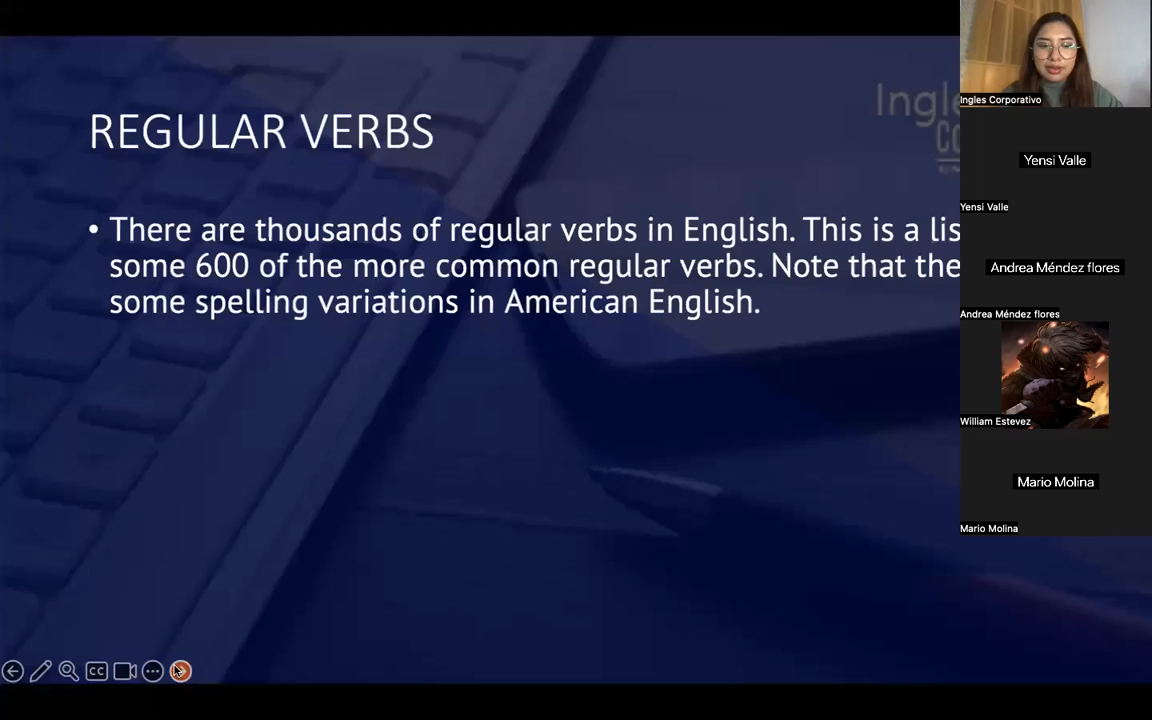 Ingles Corporativo
REGULAR VERBS
• There are thousands of regular verbs in English. This is a
some 600 of the more common regular verbs. Note that
some spelling variations in American English.
Yensi Valle
Yensi Valle
Andrea Méndez flores
Andrea Méndez flores
William Estevez
Mario Molina
Mario Molina
CC